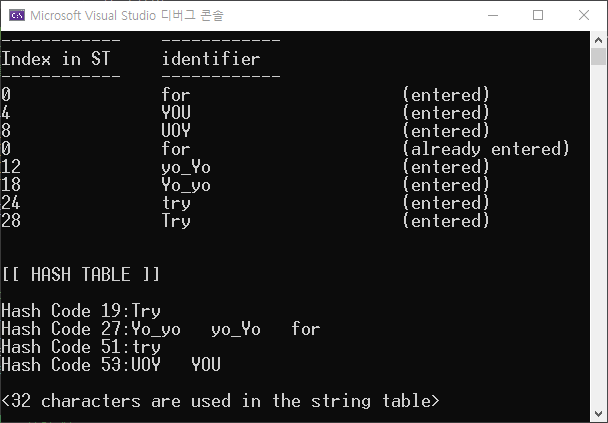 Microsoft Visual Studio 디버그 콘솔
------------    ------------
Index in ST     identifier
------------    ------------
0               for                     (entered)
4               YOU                     (entered)
8               UOY                     (entered)
0               for                     (already entered)
12              yo_Yo                   (entered)
18              Yo_yo                   (entered)
24              try                     (entered)
28              Try                     (entered)
[[ HASH TABLE ]]
Hash Code 19:Try
Hash Code 27:Yo_yo   yo_Yo   for
Hash Code 51:try
Hash Code 53:UOY   YOU
<32 characters are used in the string table>